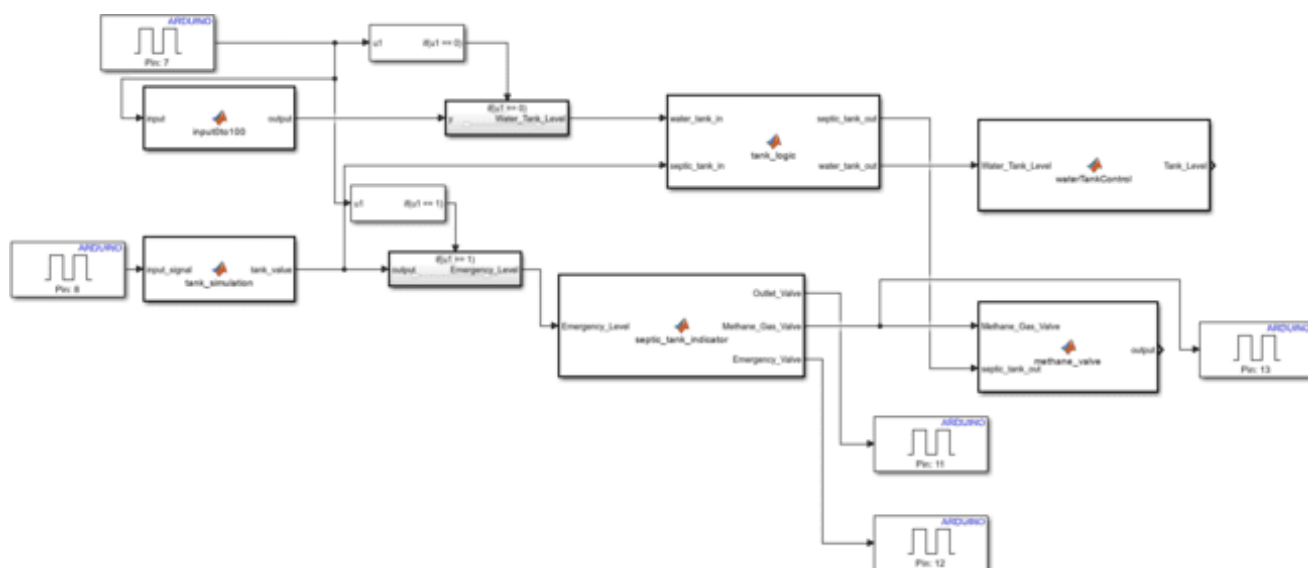 ARDUINO
Pin: 7
u1
if(u1 == 0)
input
output
input0to100
if(u1 == 0)
y
Water_Tank_Level
water_tank_in
septic_tank_in
tank_logic
septic_tank_out
water_tank_out
Water_Tank_Level
Tank_Level
waterTankControl
u1
if(u1 == 1)
ARDUINO
Pin: 8
input_signal
tank_value
tank_simulation
if(u1 == 1)
output
Emergency_Level
Emergency_Level
septic_tank_indicator
Outlet_Valve
Methane_Gas_Valve
Emergency_Valve
Methane_Gas_Valve
septic_tank_out
methane_valve
output
ARDUINO
Pin: 13
ARDUINO
Pin: 11
ARDUINO
Pin: 12